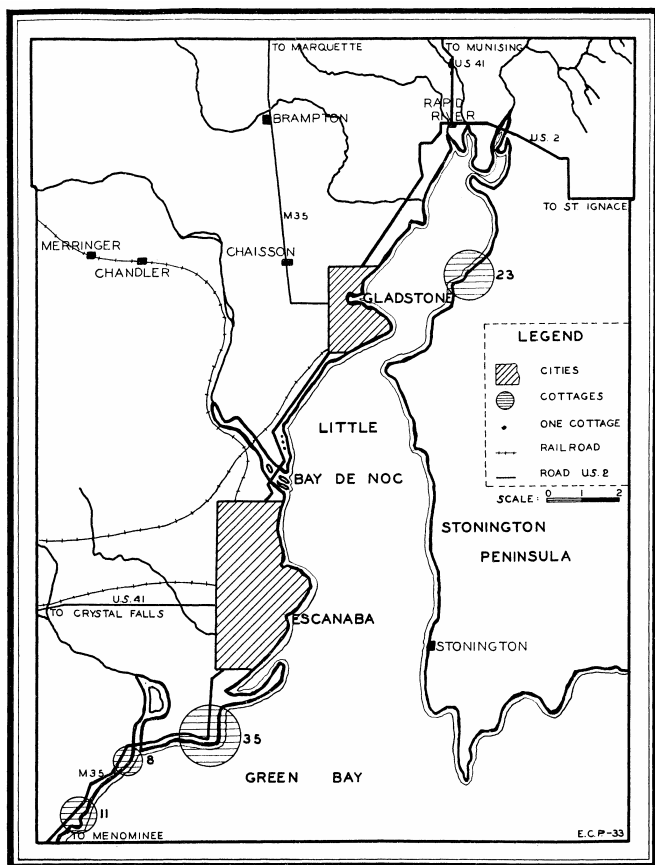 TO MARQUETTE
TO MUNISING
U.S 41
RAPID
RIVER
BRAMPTON
U.S. 2
TO ST IGNACE
M35
MERRINGER
CHANDLER
CHAISSON
23
GLADSTONE
LEGEND
CITIES
COTTAGES
ONE COTTAGE
RAILROAD
ROAD U.S. 2
SCALE: 0 1 2
LITTLE
BAY DE NOC
STONINGTON
PENINSULA
U.S. 41
TO CRYSTAL FALLS
ESCANABA
STONINGTON
35
8
M35
GREEN BAY
11
TO MENOMINEE
E.C.P-33